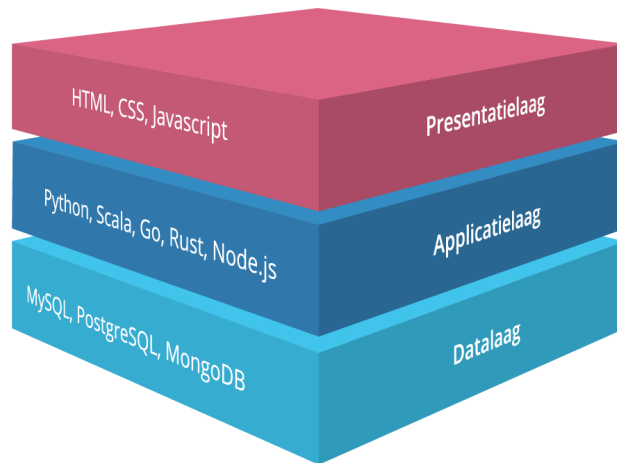 HTML, CSS, Javascript
Presentatielaag
Python, Scala, Go, Rust, Node.js
Applicatielaag
MySQL, PostgreSQL, MongoDB
Datalaag